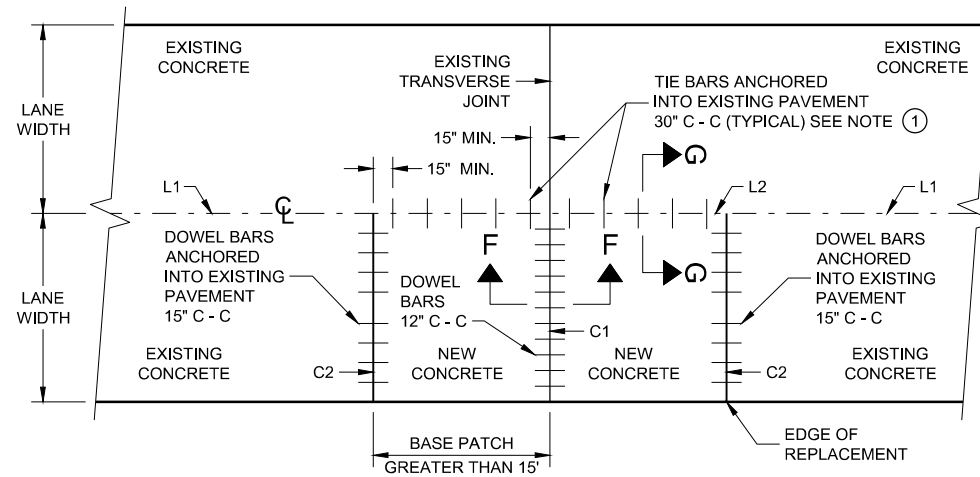 EXISTING
CONCRETE
EXISTING
TRANSVERSE
JOINT
TIE BARS ANCHORED
INTO EXISTING PAVEMENT
30" C - C (TYPICAL) SEE NOTE 1
EXISTING
CONCRETE
LANE
WIDTH
15" MIN.
15" MIN.
G
L1
CL
L2
L1
DOWEL BARS
ANCHORED
INTO EXISTING
PAVEMENT
15" C - C
F
F
G
DOWEL BARS
ANCHORED
INTO EXISTING
PAVEMENT
15" C - C
LANE
WIDTH
DOWEL
BARS
12" C - C
C1
EXISTING
CONCRETE
C2
NEW
CONCRETE
NEW
CONCRETE
C2
EXISTING
CONCRETE
BASE PATCH
GREATER THAN 15'
EDGE OF
REPLACEMENT